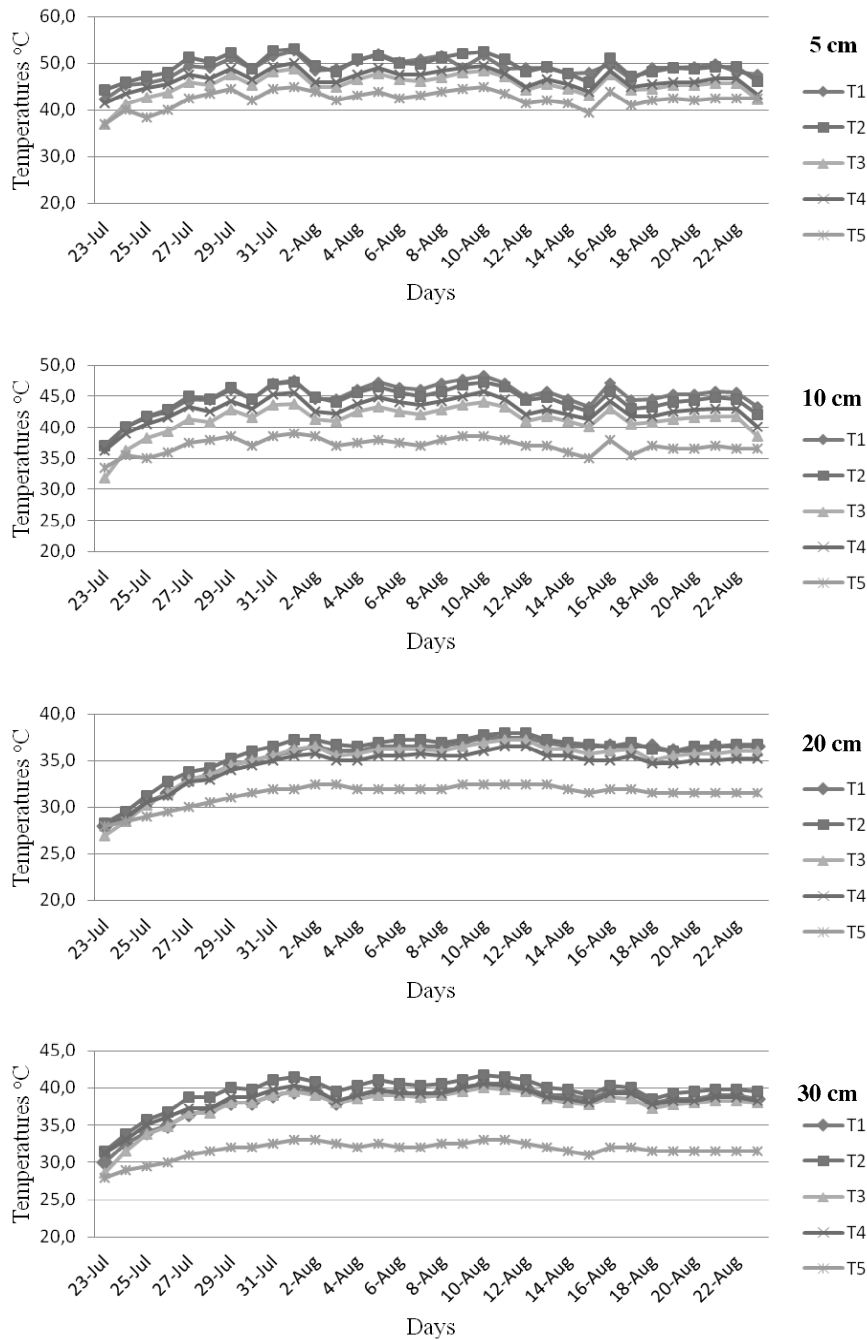 60,0
50,0
40,0
30,0
20,0
Temperatures °C
23-Jul
25-Jul
27-Jul
29-Jul
31-Jul
2-Aug
4-Aug
6-Aug
8-Aug
10-Aug
12-Aug
14-Aug
16-Aug
18-Aug
20-Aug
22-Aug
Days
5 cm
T1
T2
T3
T4
T5
50,0
45,0
40,0
35,0
30,0
25,0
20,0
Temperatures °C
23-Jul
25-Jul
27-Jul
29-Jul
31-Jul
2-Aug
4-Aug
6-Aug
8-Aug
10-Aug
12-Aug
14-Aug
16-Aug
18-Aug
20-Aug
22-Aug
Days
10 cm
T1
T2
T3
T4
T5
40,0
35,0
30,0
25,0
20,0
Temperatures °C
23-Jul
25-Jul
27-Jul
29-Jul
31-Jul
2-Aug
4-Aug
6-Aug
8-Aug
10-Aug
12-Aug
14-Aug
16-Aug
18-Aug
20-Aug
22-Aug
Days
20 cm
T1
T2
T3
T4
T5
45,0
40,0
35,0
30,0
25,0
20,0
Temperatures °C
23-Jul
25-Jul
27-Jul
29-Jul
31-Jul
2-Aug
4-Aug
6-Aug
8-Aug
10-Aug
12-Aug
14-Aug
16-Aug
18-Aug
20-Aug
22-Aug
Days
30 cm
T1
T2
T3
T4
T5